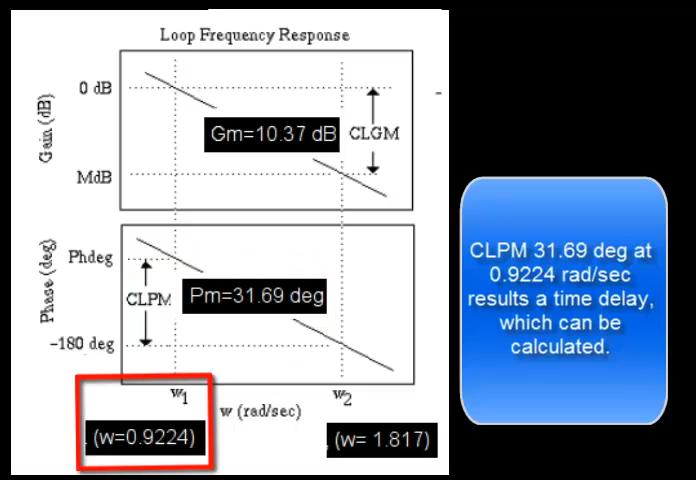 Loop Frequency Response
0 dB
Gain (dB)
Gm=10.37 dB
CLGM
MdB
Phdeg
Phase (deg)
CLPM
Pm=31.69 deg
-180 deg
w1
w (rad/sec)
w2
(w=0.9224)
, (w= 1.817)
CLPM 31.69 deg at
0.9224 rad/sec
results a time delay,
which can be
calculated.